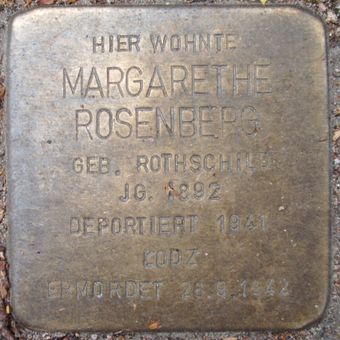 HIER WOHNTE
MARGARETHE
ROSENBERG
GEB. ROTHSCHILD
JG. 1892
DEPORTIERT 1941
LODZ
ERMORDET 26.9.1942